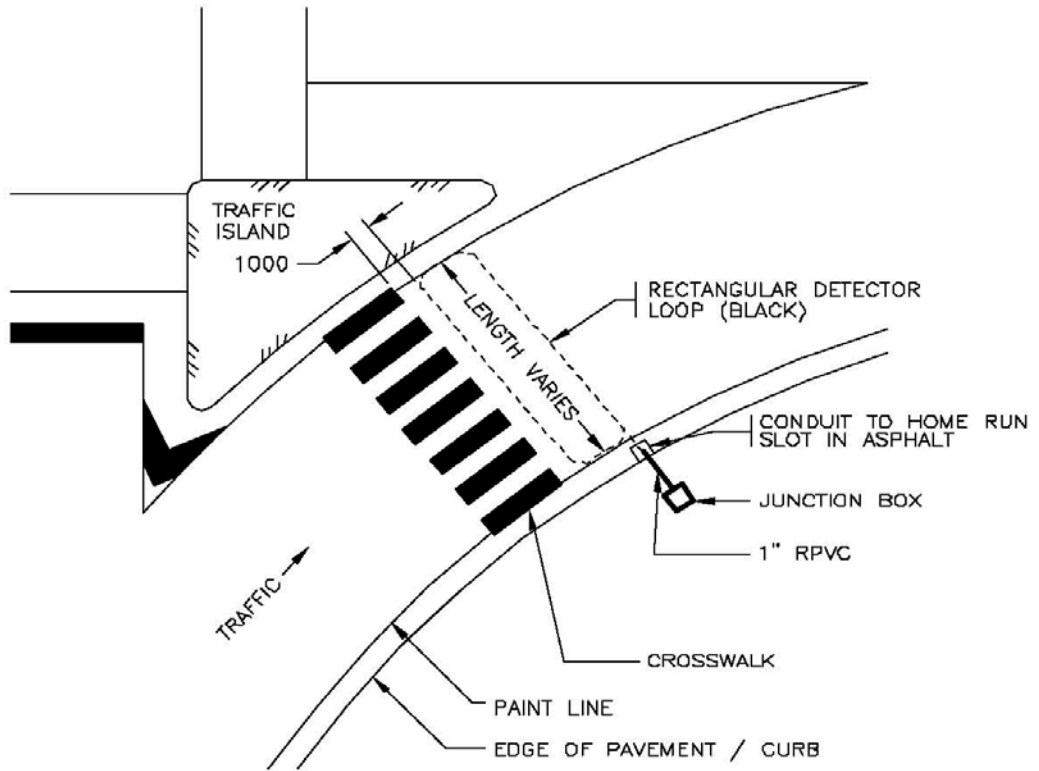 TRAFFIC
ISLAND
1000
RECTANGULAR DETECTOR
LOOP (BLACK)
LENGTH VARIES
CONDUIT TO HOME RUN
SLOT IN ASPHALT
JUNCTION BOX
1" RPVC
TRAFFIC
CROSSWALK
PAINT LINE
EDGE OF PAVEMENT / CURB